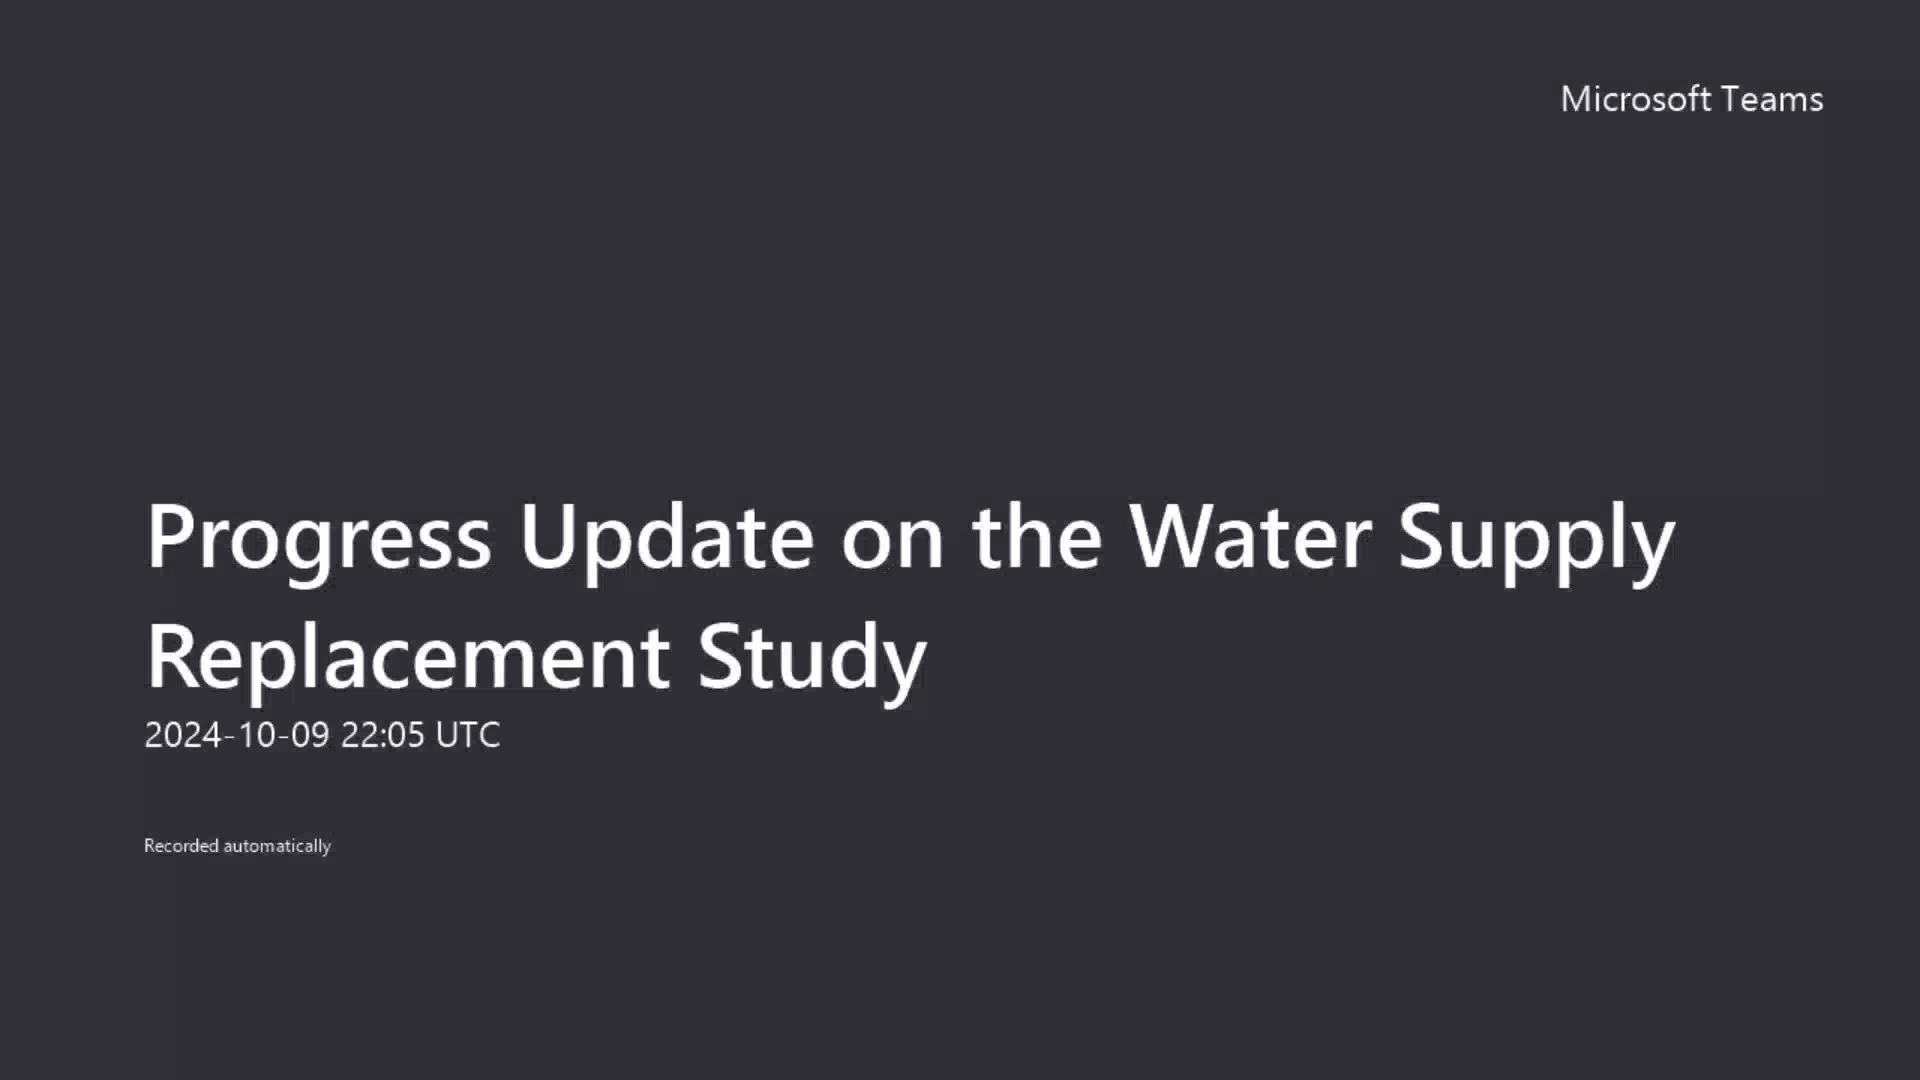 Microsoft Teams
Progress Update on the Water Supply
Replacement Study
2024-10-09 22:05 UTC
Recorded automatically